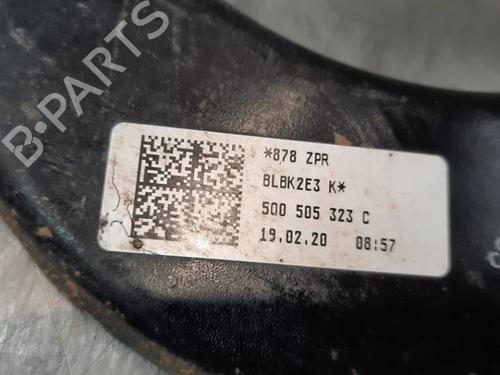 B-PARTS
*878 ZPR
BLBK2E3 K*
5Q0 505 323 C
19.02.20 08:57